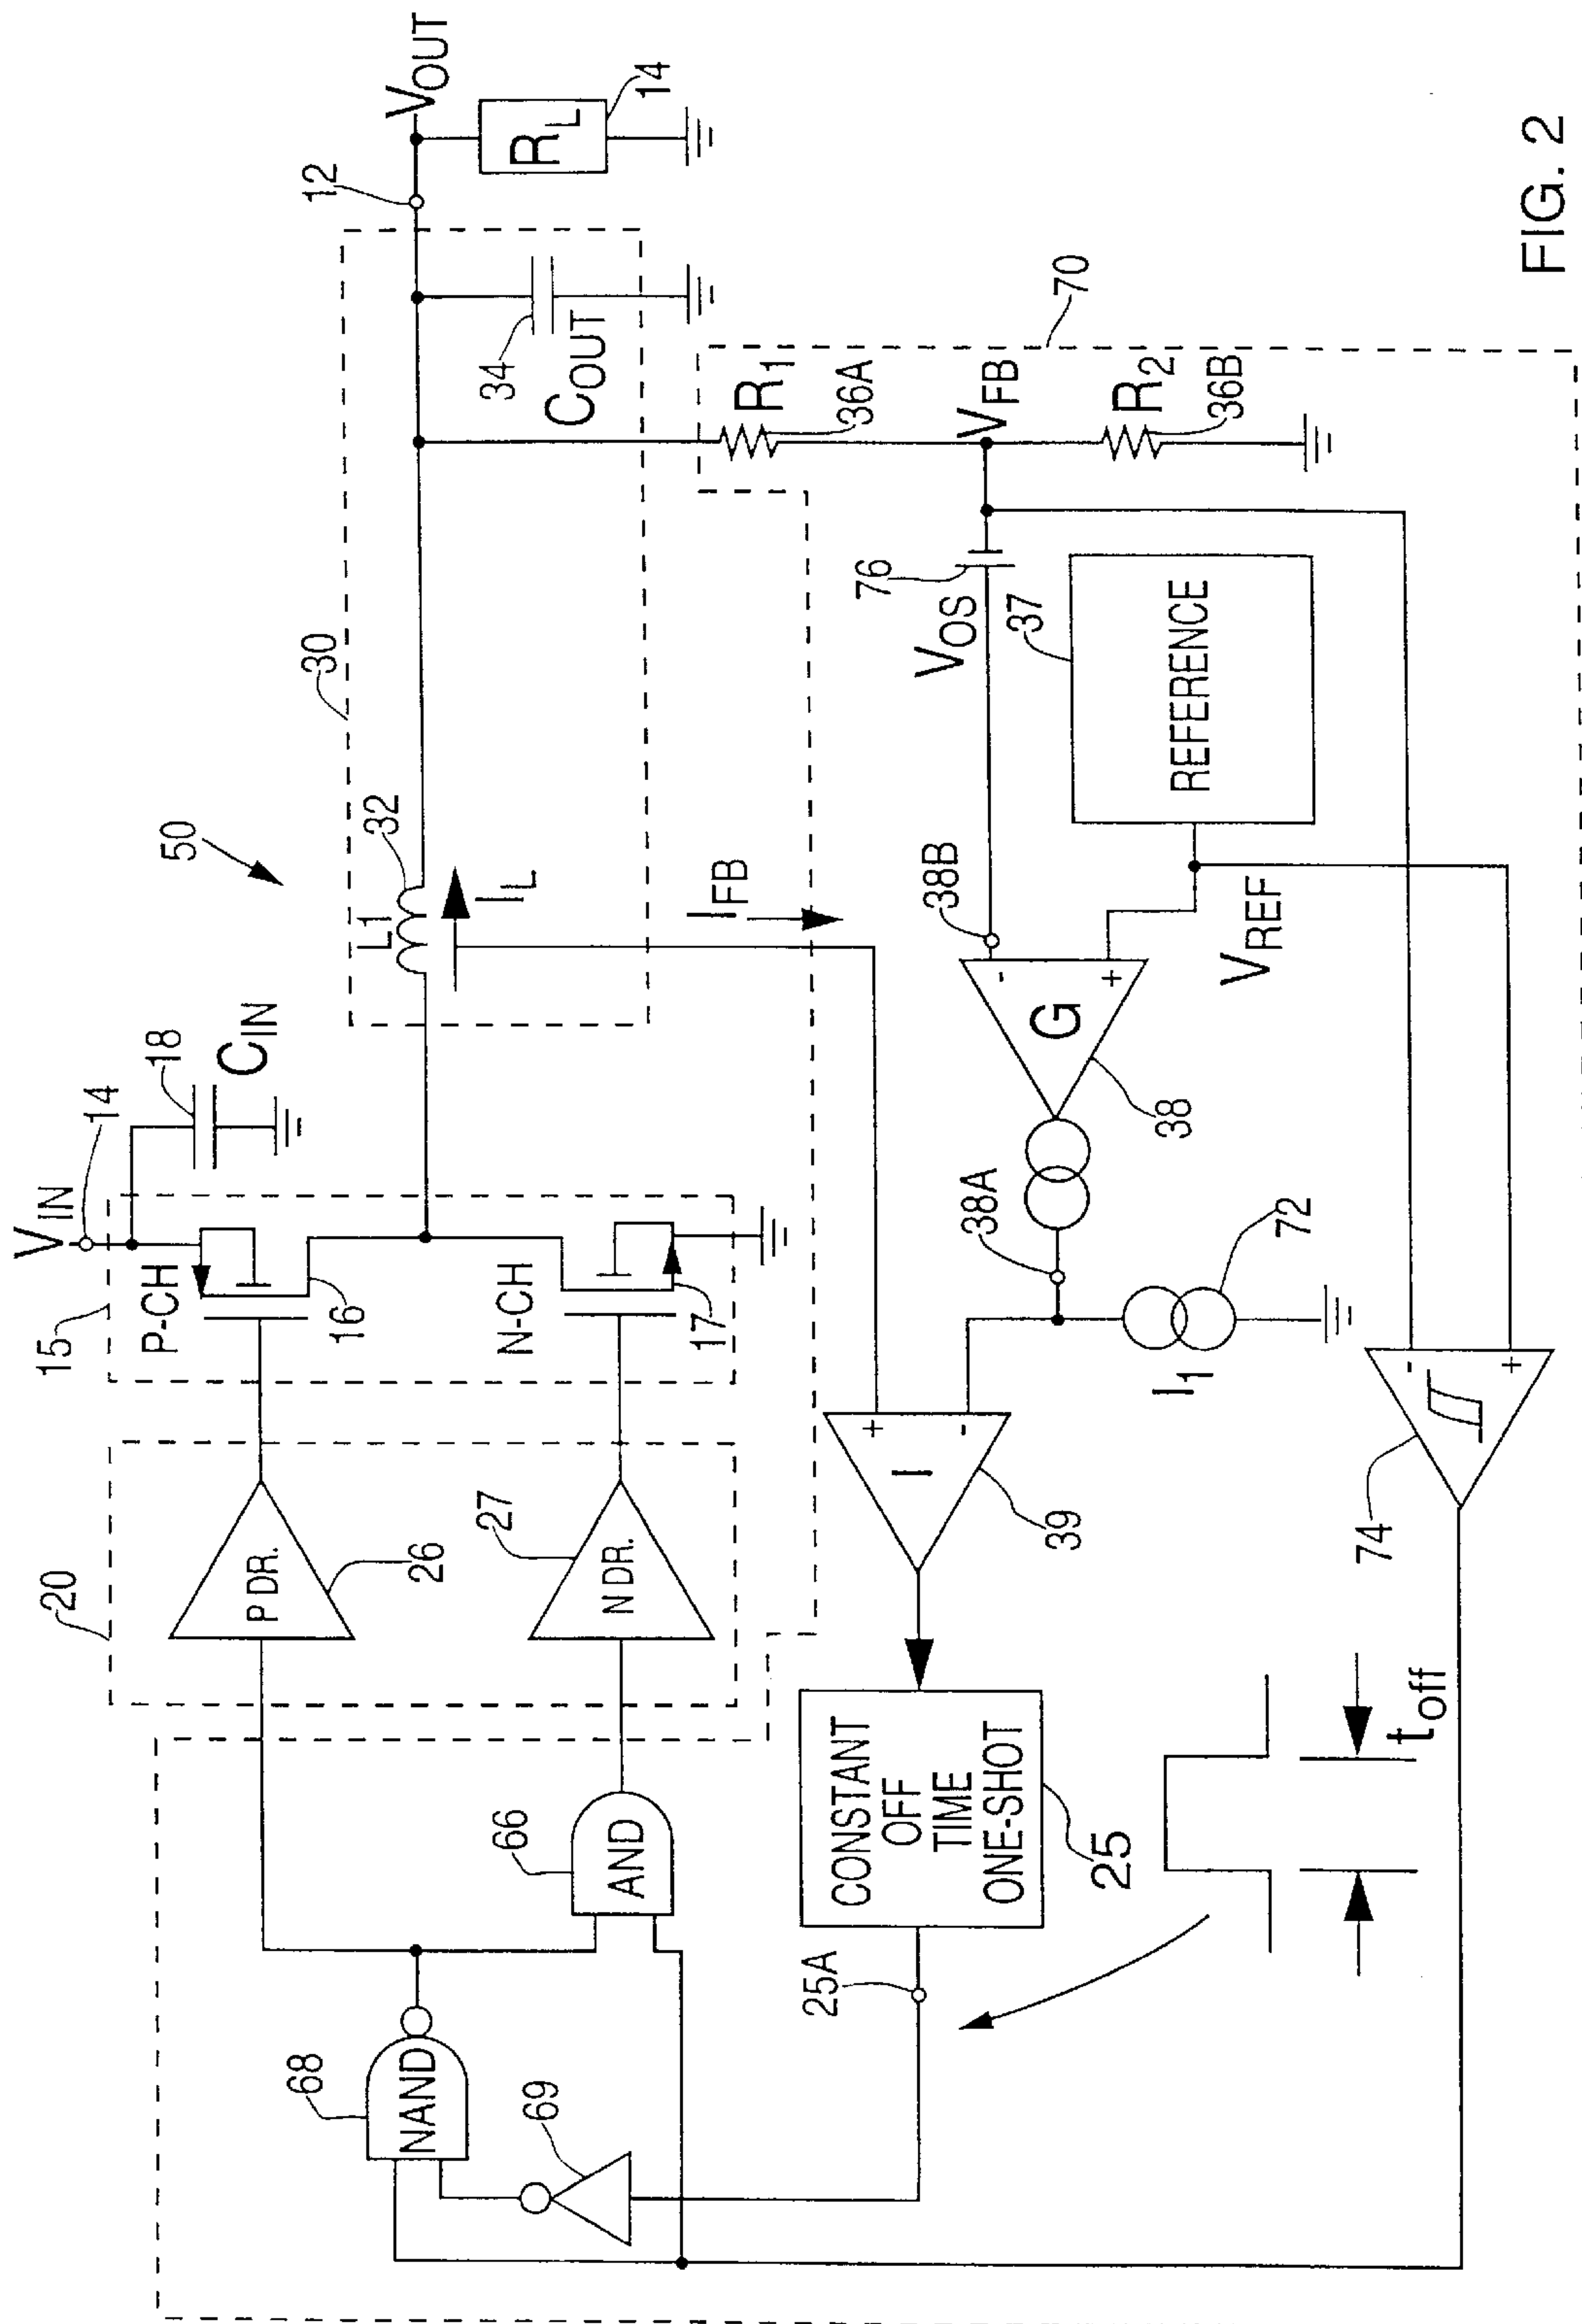 V_IN
14
18
C_IN
15
P-CH
16
N-CH
17
20
P DR.
26
27
N DR.
50
30
L1
32
I_L
I_FB
34
C_OUT
12
V_OUT
R_L
14
68
NAND
66
AND
69
25A
CONSTANT
OFF
TIME
ONE-SHOT
25
t_off
I
39
38A
I_1
72
G
38
38B
V_OS
76
37
REFERENCE
V_REF
74
R_1
36A
V_FB
R_2
36B
70
- 
+
+
-
-
+
FIG. 2